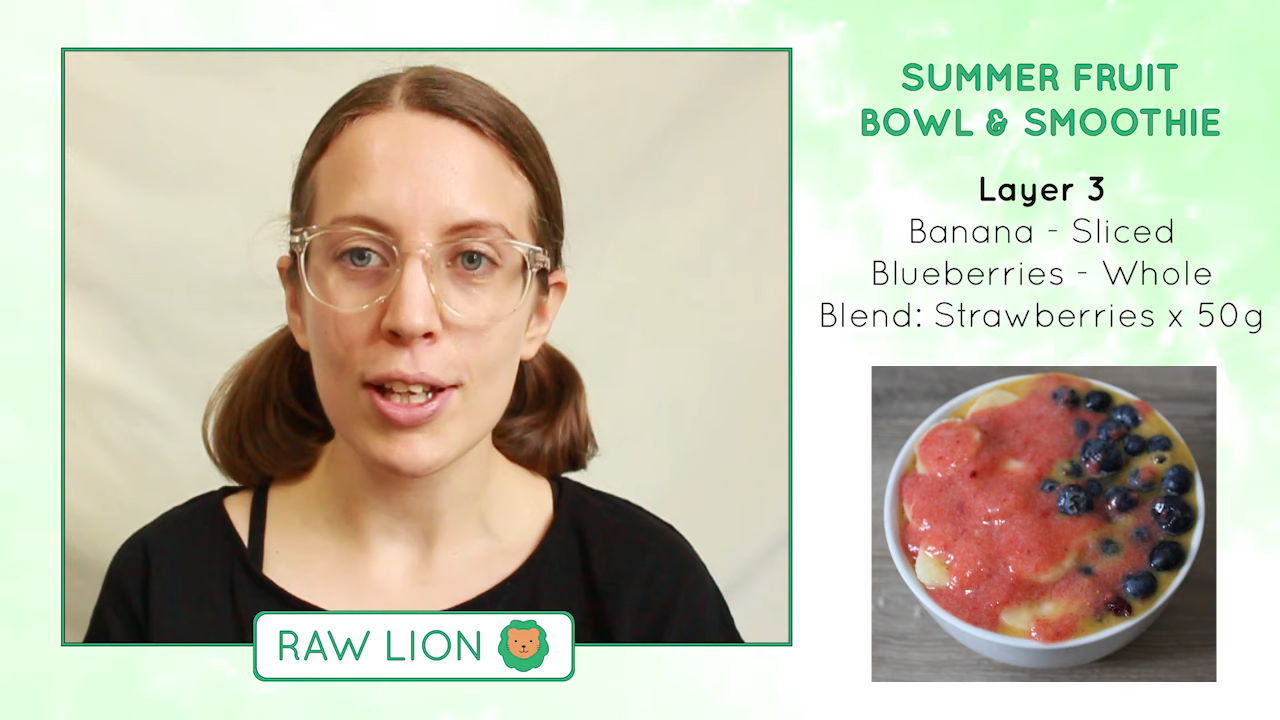 SUMMER FRUIT
BOWL & SMOOTHIE
Layer 3
Banana - Sliced
Blueberries - Whole
Blend: Strawberries x 50g
RAW LION